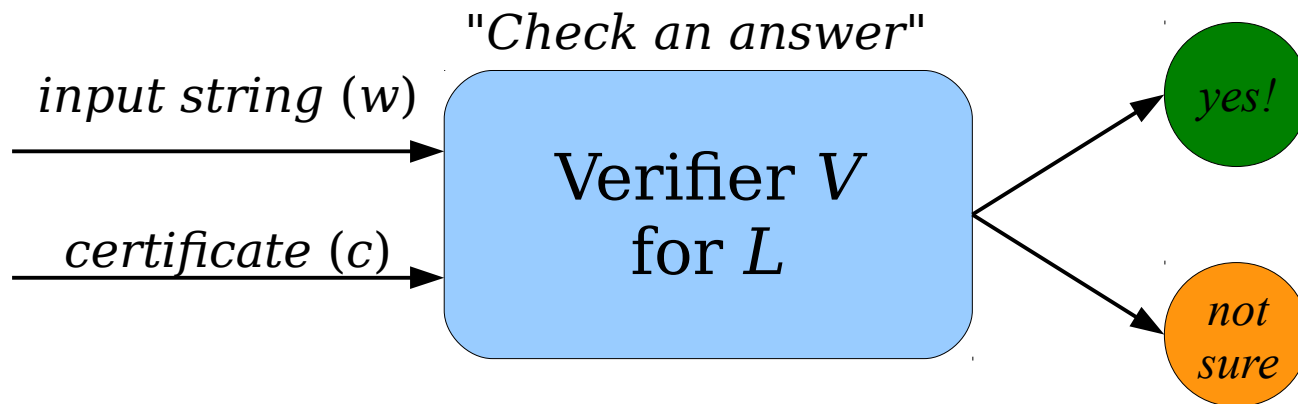 "Check an answer"
input string (w)
certificate (c)
Verifier V
for L
yes!
not
sure